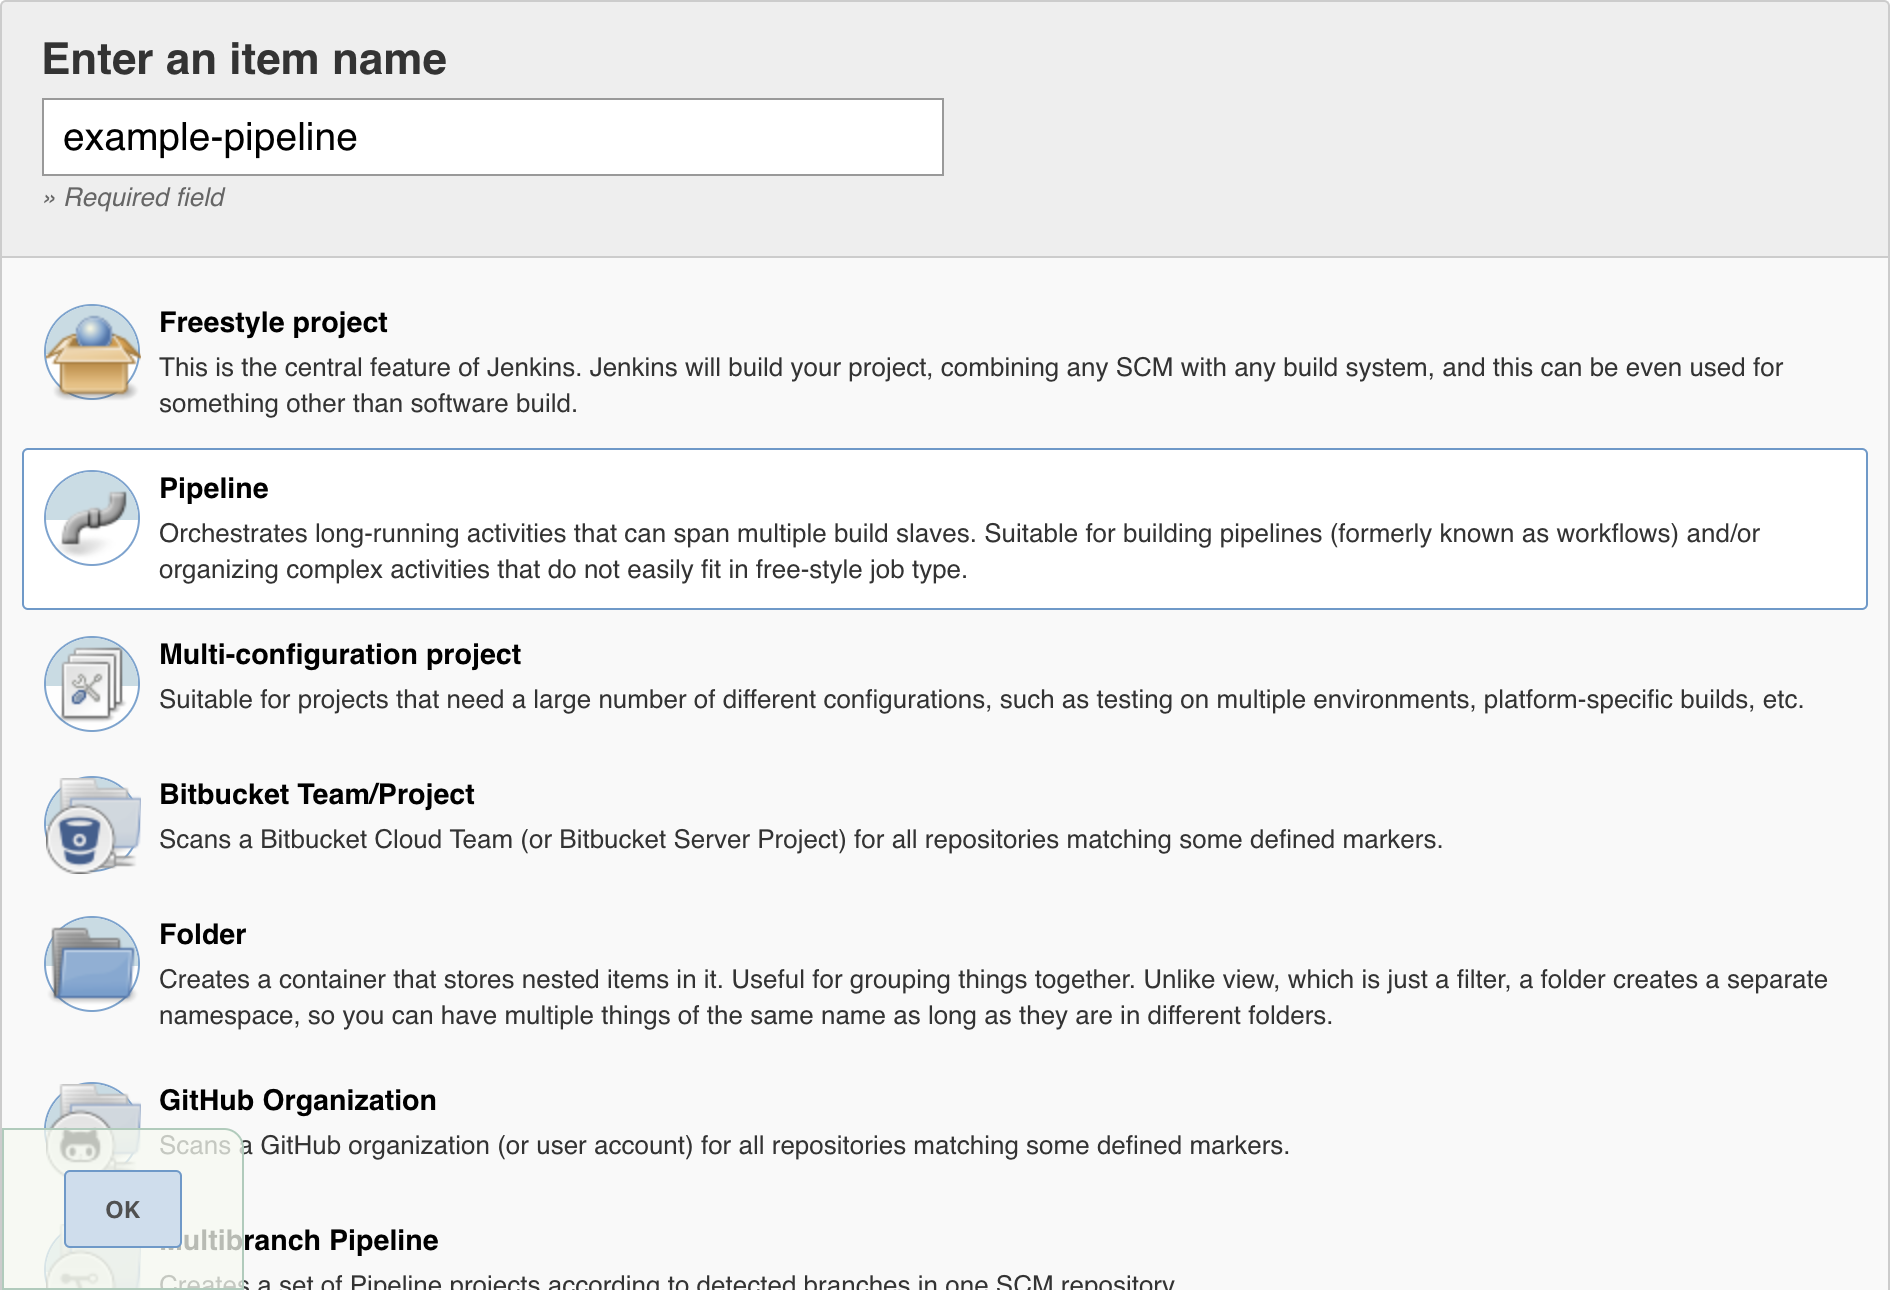 Enter an item name
example-pipeline
» Required field
Freestyle project
This is the central feature of Jenkins. Jenkins will build your project, combining any SCM with any build system, and this can be even used for
something other than software build.
Pipeline
Orchestrates long-running activities that can span multiple build slaves. Suitable for building pipelines (formerly known as workflows) and/or
organizing complex activities that do not easily fit in free-style job type.
Multi-configuration project
Suitable for projects that need a large number of different configurations, such as testing on multiple environments, platform-specific builds, etc.
Bitbucket Team/Project
Scans a Bitbucket Cloud Team (or Bitbucket Server Project) for all repositories matching some defined markers.
Folder
Creates a container that stores nested items in it. Useful for grouping things together. Unlike view, which is just a filter, a folder creates a separate
namespace, so you can have multiple things of the same name as long as they are in different folders.
GitHub Organization
Scans a GitHub organization (or user account) for all repositories matching some defined markers.
OK
Multibranch Pipeline
Creates a set of Pipeline projects according to detected branches in one SCM repository.